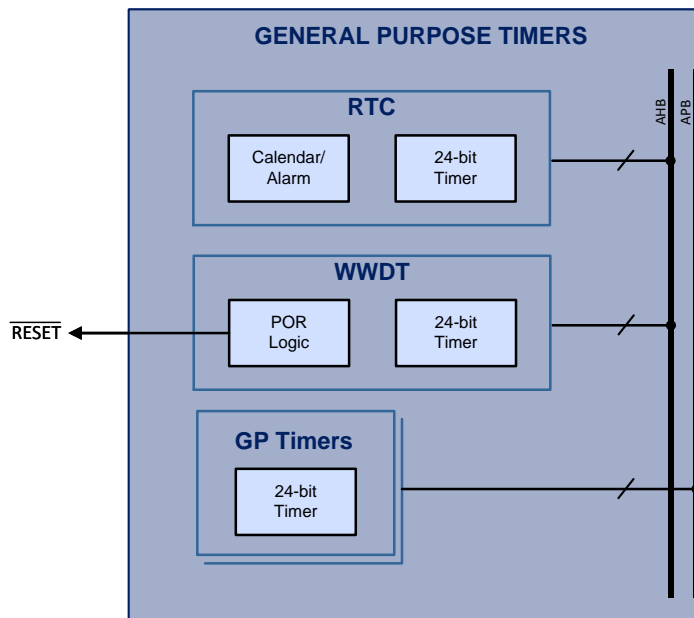 GENERAL PURPOSE TIMERS
AHB
APB
RTC
Calendar/
Alarm
24-bit
Timer
WWDT
RESET
POR
Logic
24-bit
Timer
GP Timers
24-bit
Timer